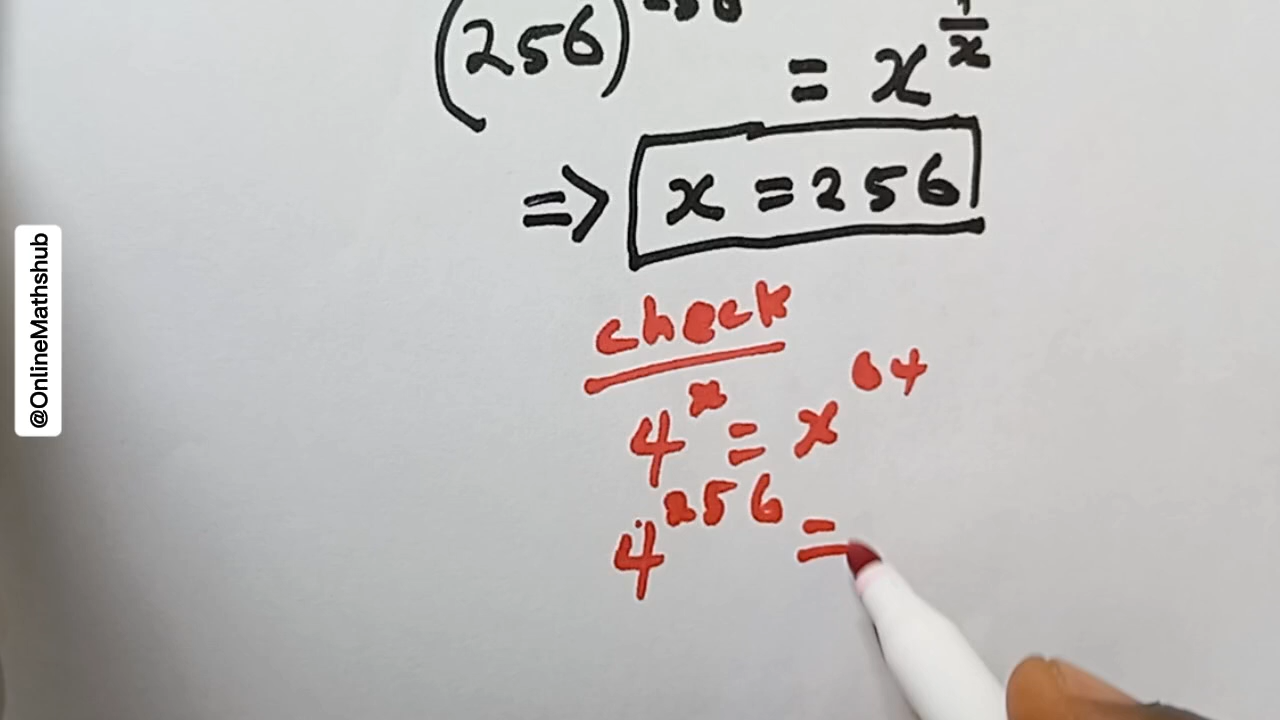 (256) = x^(1/x)
=> x = 256
check
4^x = x^64
4^256 =
@OnlineMathshub